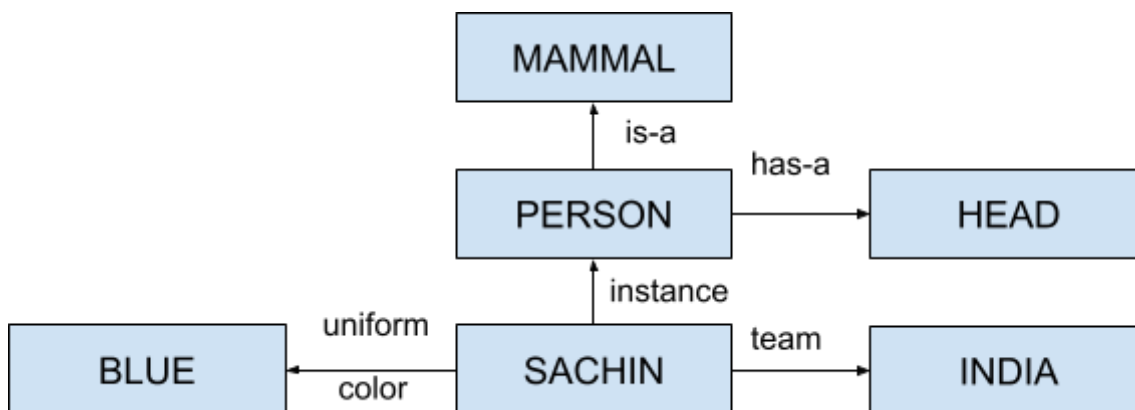 MAMMAL
is-a
has-a
PERSON
HEAD
instance
uniform
team
BLUE
SACHIN
INDIA
color